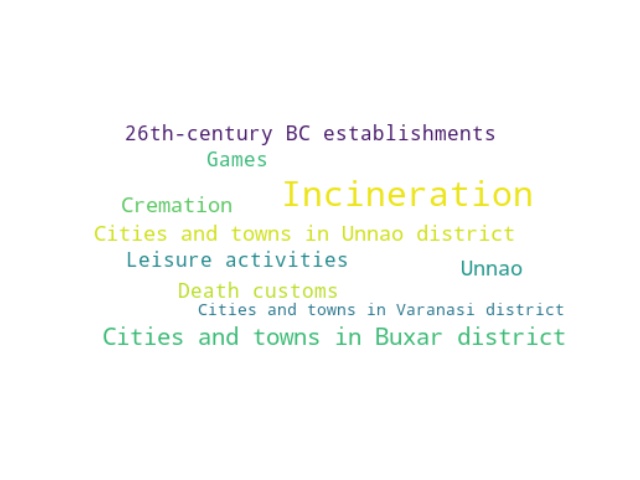 26th-century BC establishments
Games
Incineration
Cremation
Cities and towns in Unnao district
Leisure activities
Unnao
Death customs
Cities and towns in Varanasi district
Cities and towns in Buxar district